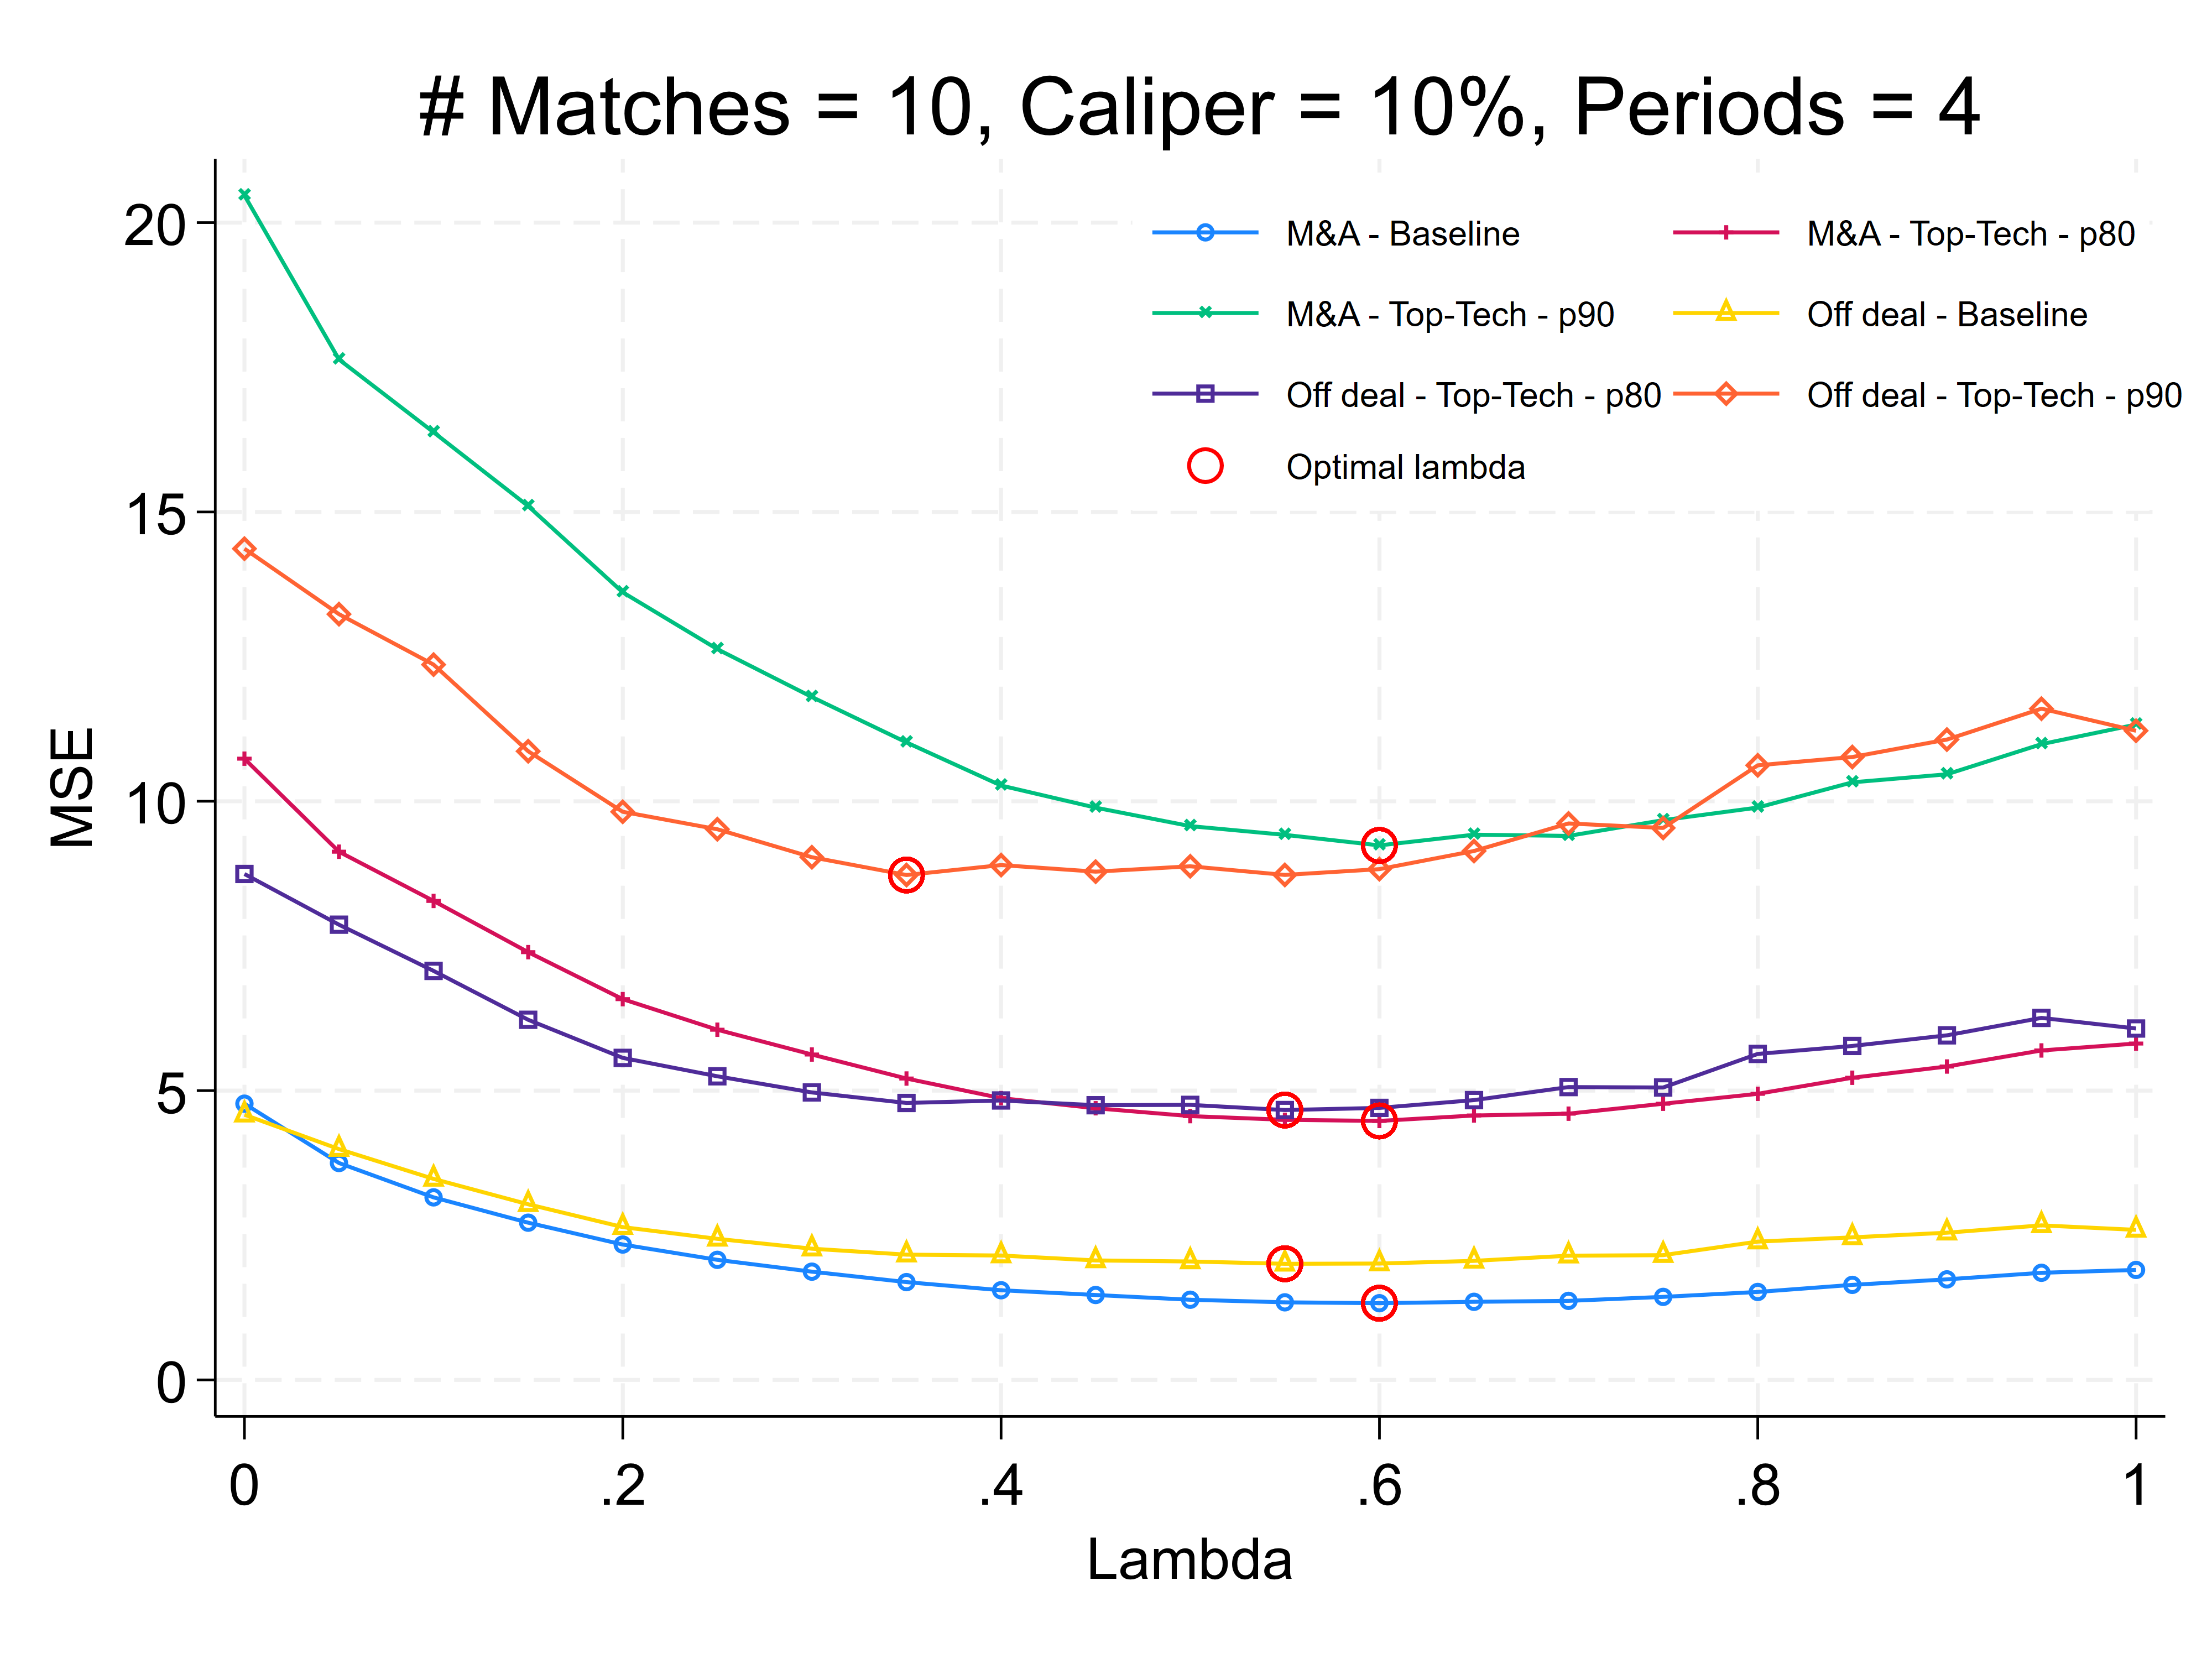 # Matches = 10, Caliper = 10%, Periods = 4
M&A - Baseline
M&A - Top-Tech - p80
M&A - Top-Tech - p90
Off deal - Baseline
Off deal - Top-Tech - p80
Off deal - Top-Tech - p90
Optimal lambda
MSE
20
15
10
5
0
0 .2 .4 .6 .8 1
Lambda